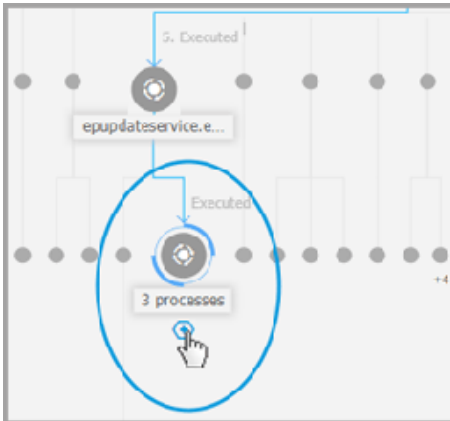 5. Executed
epupdateservice.e...
Executed
3 processes
+4